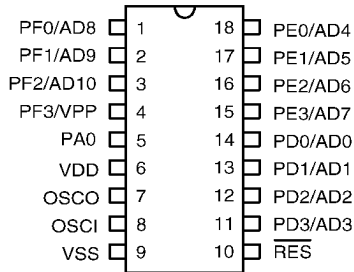 PF0/AD8 1 18 PE0/AD4
PF1/AD9 2 17 PE1/AD5
PF2/AD10 3 16 PE2/AD6
PF3/VPP 4 15 PE3/AD7
PA0 5 14 PD0/AD0
VDD 6 13 PD1/AD1
OSCO 7 12 PD2/AD2
OSCI 8 11 PD3/AD3
VSS 9 10 RES